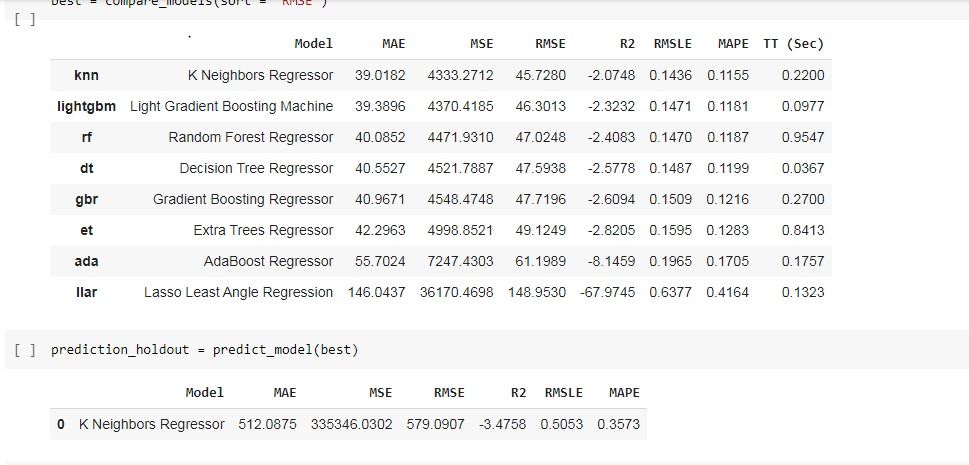 best = compare_models(sort = 'RMSE')
[ ]
Model MAE MSE RMSE R2 RMSLE MAPE TT (Sec)
knn K Neighbors Regressor 39.0182 4333.2712 45.7280 -2.0748 0.1436 0.1155 0.2200
lightgbm Light Gradient Boosting Machine 39.3896 4370.4185 46.3013 -2.3232 0.1471 0.1181 0.0977
rf Random Forest Regressor 40.0852 4471.9310 47.0248 -2.4083 0.1470 0.1187 0.9547
dt Decision Tree Regressor 40.5527 4521.7887 47.5938 -2.5778 0.1487 0.1199 0.0367
gbr Gradient Boosting Regressor 40.9671 4548.4748 47.7196 -2.6094 0.1509 0.1216 0.2700
et Extra Trees Regressor 42.2963 4998.8521 49.1249 -2.8205 0.1595 0.1283 0.8413
ada AdaBoost Regressor 55.7024 7247.4303 61.1989 -8.1459 0.1965 0.1705 0.1757
llar Lasso Least Angle Regression 146.0437 36170.4698 148.9530 -67.9745 0.6377 0.4164 0.1323
[ ] prediction_holdout = predict_model(best)
Model MAE MSE RMSE R2 RMSLE MAPE
0 K Neighbors Regressor 512.0875 335346.0302 579.0907 -3.4758 0.5053 0.3573